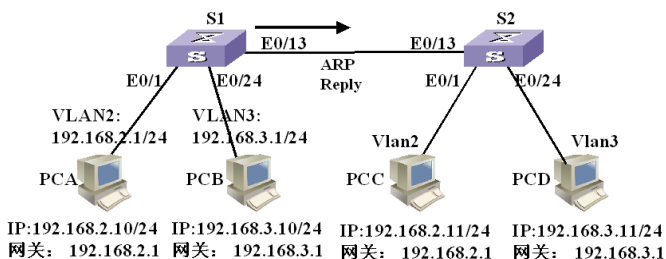 S1
S2
E0/13
E0/13
ARP
Reply
E0/1
E0/24
E0/1
E0/24
VLAN2:
192.168.2.1/24
VLAN3:
192.168.3.1/24
Vlan2
Vlan3
PCA
PCB
PCC
PCD
IP:192.168.2.10/24
网关: 192.168.2.1
IP:192.168.3.10/24
网关: 192.168.3.1
IP:192.168.2.11/24
网关: 192.168.2.1
IP:192.168.3.11/24
网关: 192.168.3.1